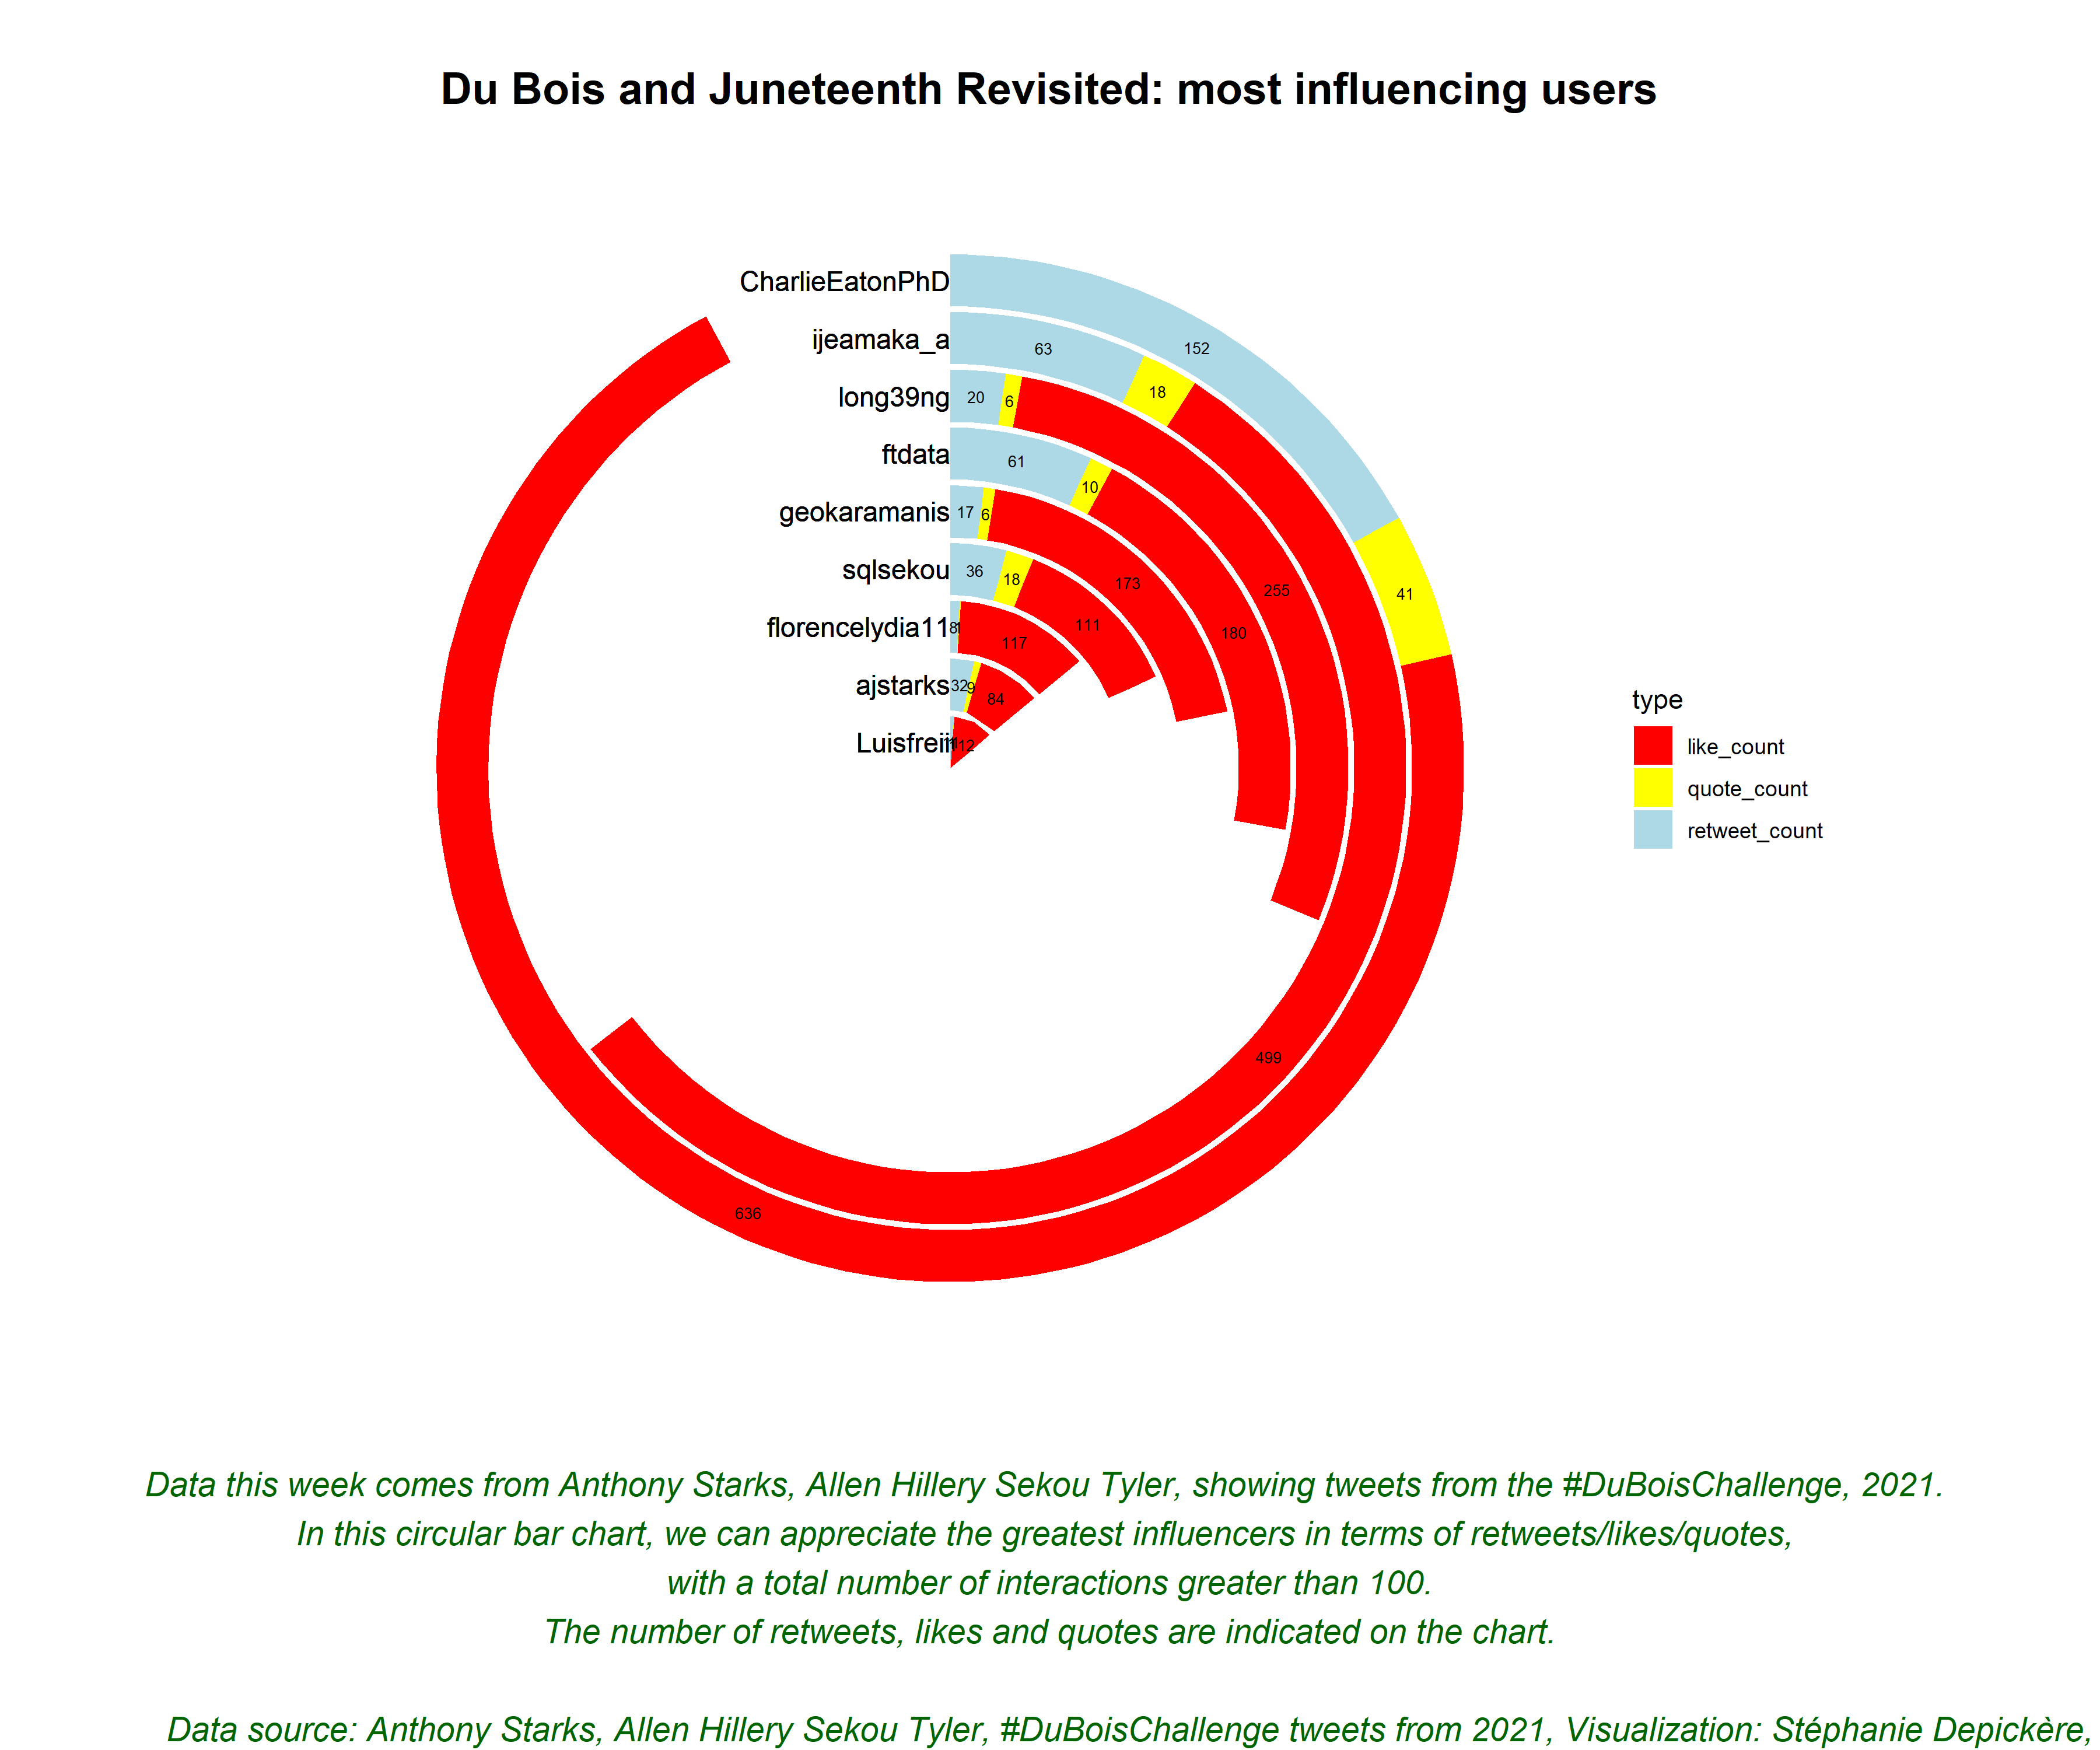 Du Bois and Juneteenth Revisited: most influencing users
CharlieEatonPhD
ijeamaka_a
long39ng
ftdata
geokaramanis
sqlsekou
florencelydia11
ajstarks
152
63
18
20
6
41
61
10
17
6
36
18
173
255
180
111
8
117
32
9
84
499
636
type
like_count
quote_count
retweet_count
Data this week comes from Anthony Starks, Allen Hillery Sekou Tyler, showing tweets from the #DuBoisChallenge, 2021.
In this circular bar chart, we can appreciate the greatest influencers in terms of retweets/likes/quotes,
with a total number of interactions greater than 100.
The number of retweets, likes and quotes are indicated on the chart.
Data source: Anthony Starks, Allen Hillery Sekou Tyler, #DuBoisChallenge tweets from 2021, Visualization: Stéphanie Depickère,